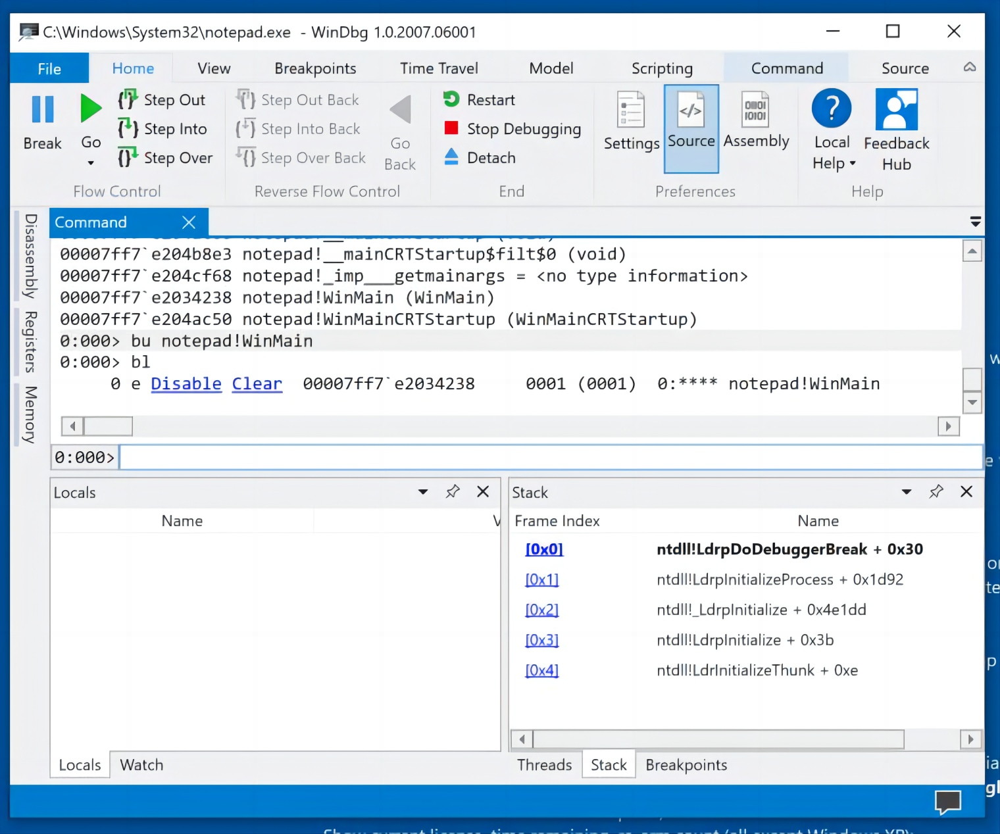 C:\Windows\System32\notepad.exe - WinDbg 1.0.2007.06001
File Home View Breakpoints Time Travel Model Scripting Command Source
Break
Go
Step Out
Step Into
Step Over
Flow Control
Step Out Back
Step Into Back
Step Over Back
Go Back
Reverse Flow Control
Restart
Stop Debugging
Detach
End
Settings
Source
Assembly
Preferences
Local Help
Feedback Hub
Help
Disassembly
Registers
Memory
Command
00007ff7`e204b8e3 notepad!__mainCRTStartup$filt$0 (void)
00007ff7`e204cf68 notepad!_imp___getmainargs = <no type information>
00007ff7`e2034238 notepad!WinMain (WinMain)
00007ff7`e204ac50 notepad!WinMainCRTStartup (WinMainCRTStartup)
0:000> bu notepad!WinMain
0:000> bl
0 e Disable Clear 00007ff7`e2034238 0001 (0001) 0:**** notepad!WinMain
0:000>
Locals
Name
Stack
Frame Index Name
[0x0] ntdll!LdrpDoDebuggerBreak + 0x30
[0x1] ntdll!LdrpInitializeProcess + 0x1d92
[0x2] ntdll!_LdrpInitialize + 0x4e1dd
[0x3] ntdll!LdrpInitialize + 0x3b
[0x4] ntdll!LdrInitializeThunk + 0xe
Locals Watch
Threads Stack Breakpoints